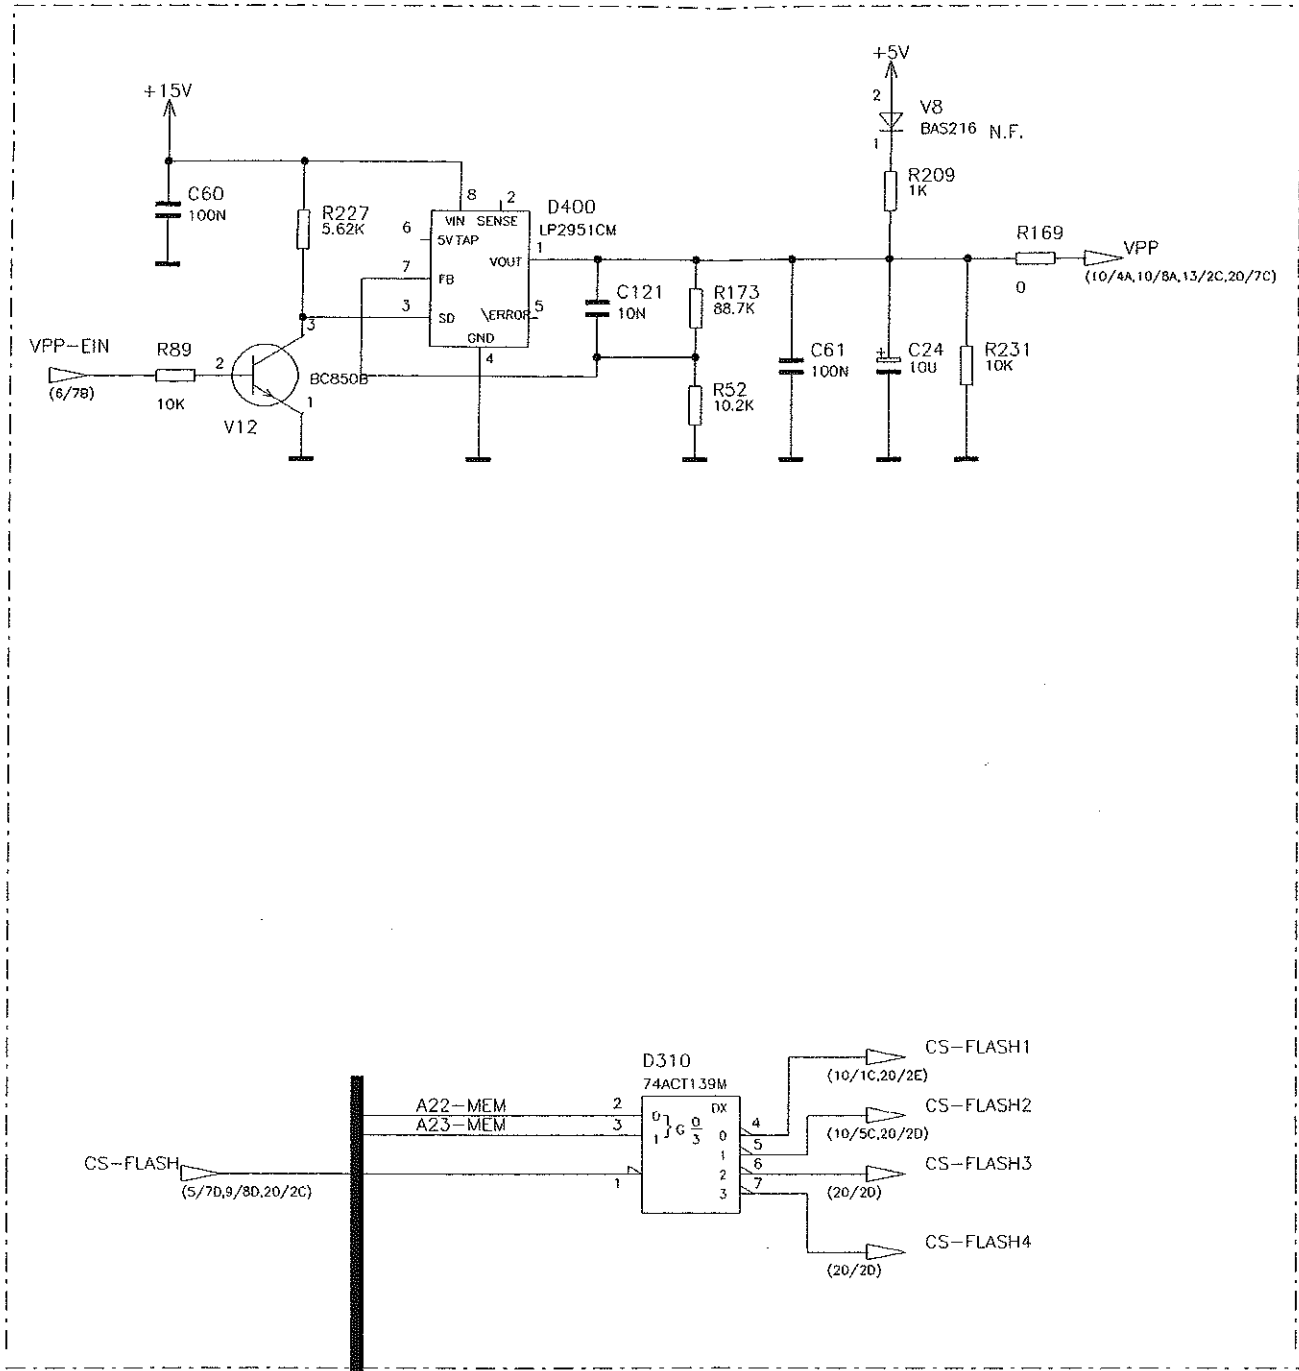 +5V
2
V8
BAS216 N.F.
1
+15V
C60
100N
R227
5.62K
R209
1K
8
2
D400
LP2951CM
VIN SENSE
6
5VTAP
1
VOUT
7
FB
3
SD
\ERROR
5
GND
4
C121
10N
R173
88.7K
R169
0
VPP
(10/4A,10/8A,13/2C,20/7C)
VPP-EIN
(6/7B)
R89
10K
2
3
BC850B
1
V12
R52
10.2K
C61
100N
+
C24
10U
R231
10K
D310
74ACT139M
A22-MEM
2
A23-MEM
3
0
1
} G 0/3
DX
0
1
2
3
4
5
6
7
1
CS-FLASH
(5/7D,9/8D,20/2C)
CS-FLASH1
(10/1C,20/2E)
CS-FLASH2
(10/5C,20/2D)
CS-FLASH3
(20/2D)
CS-FLASH4
(20/2D)